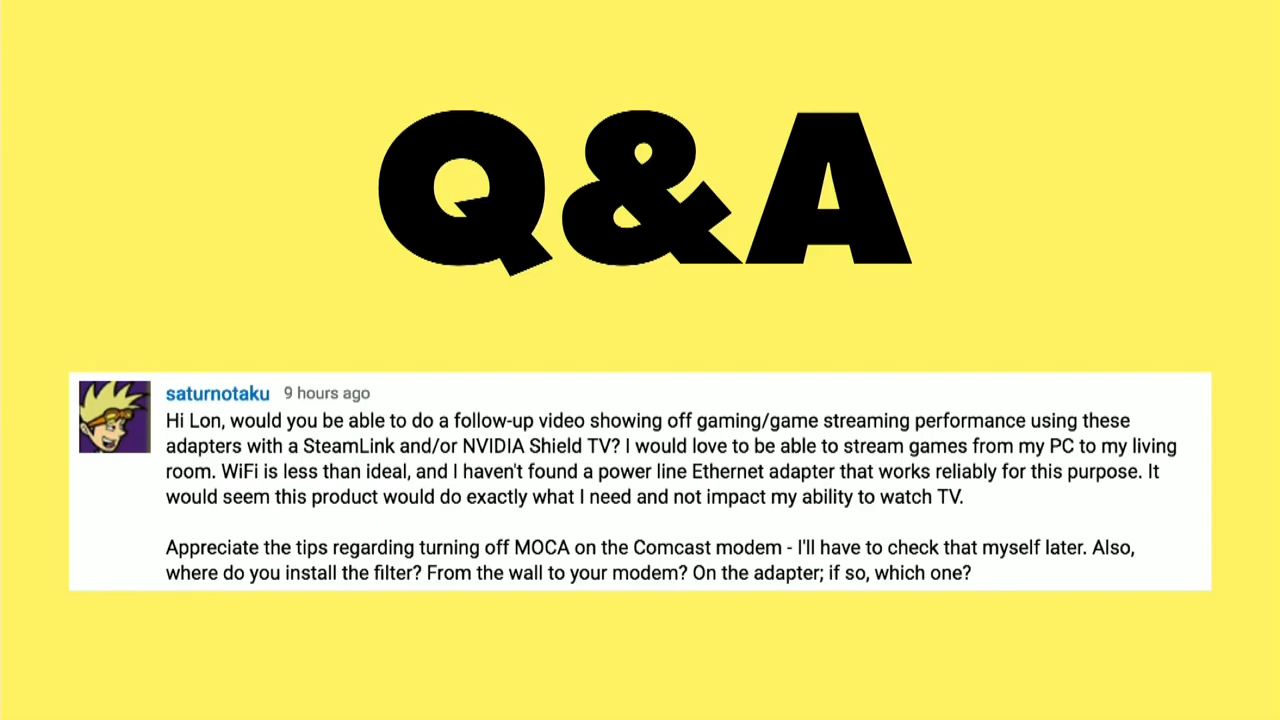 Q&A
saturnotaku 9 hours ago
Hi Lon, would you be able to do a follow-up video showing off gaming/game streaming performance using these
adapters with a SteamLink and/or NVIDIA Shield TV? I would love to be able to stream games from my PC to my living
room. WiFi is less than ideal, and I haven't found a power line Ethernet adapter that works reliably for this purpose. It
would seem this product would do exactly what I need and not impact my ability to watch TV.
Appreciate the tips regarding turning off MOCA on the Comcast modem - I'll have to check that myself later. Also,
where do you install the filter? From the wall to your modem? On the adapter; if so, which one?